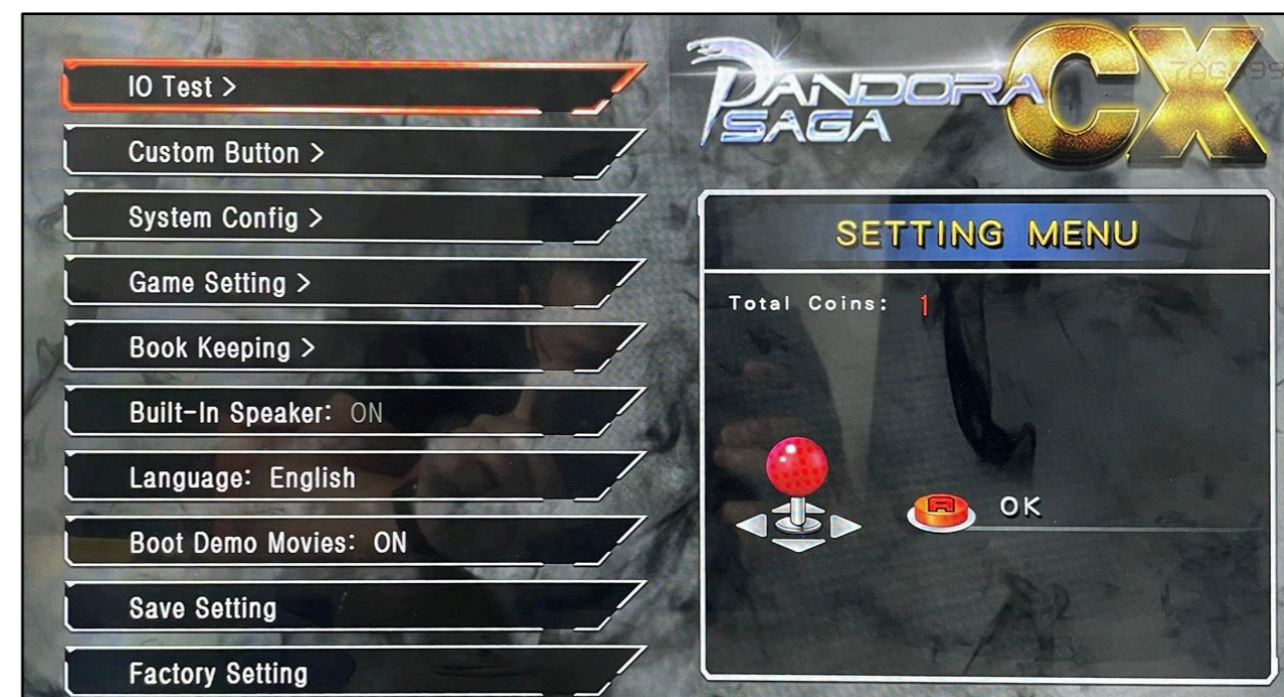 IO Test >
Custom Button >
System Config >
Game Setting >
Book Keeping >
Built-In Speaker: ON
Language: English
Boot Demo Movies: ON
Save Setting
Factory Setting
PANDORA
SAGA
CX
SETTING MENU
Total Coins: 1
A
OK